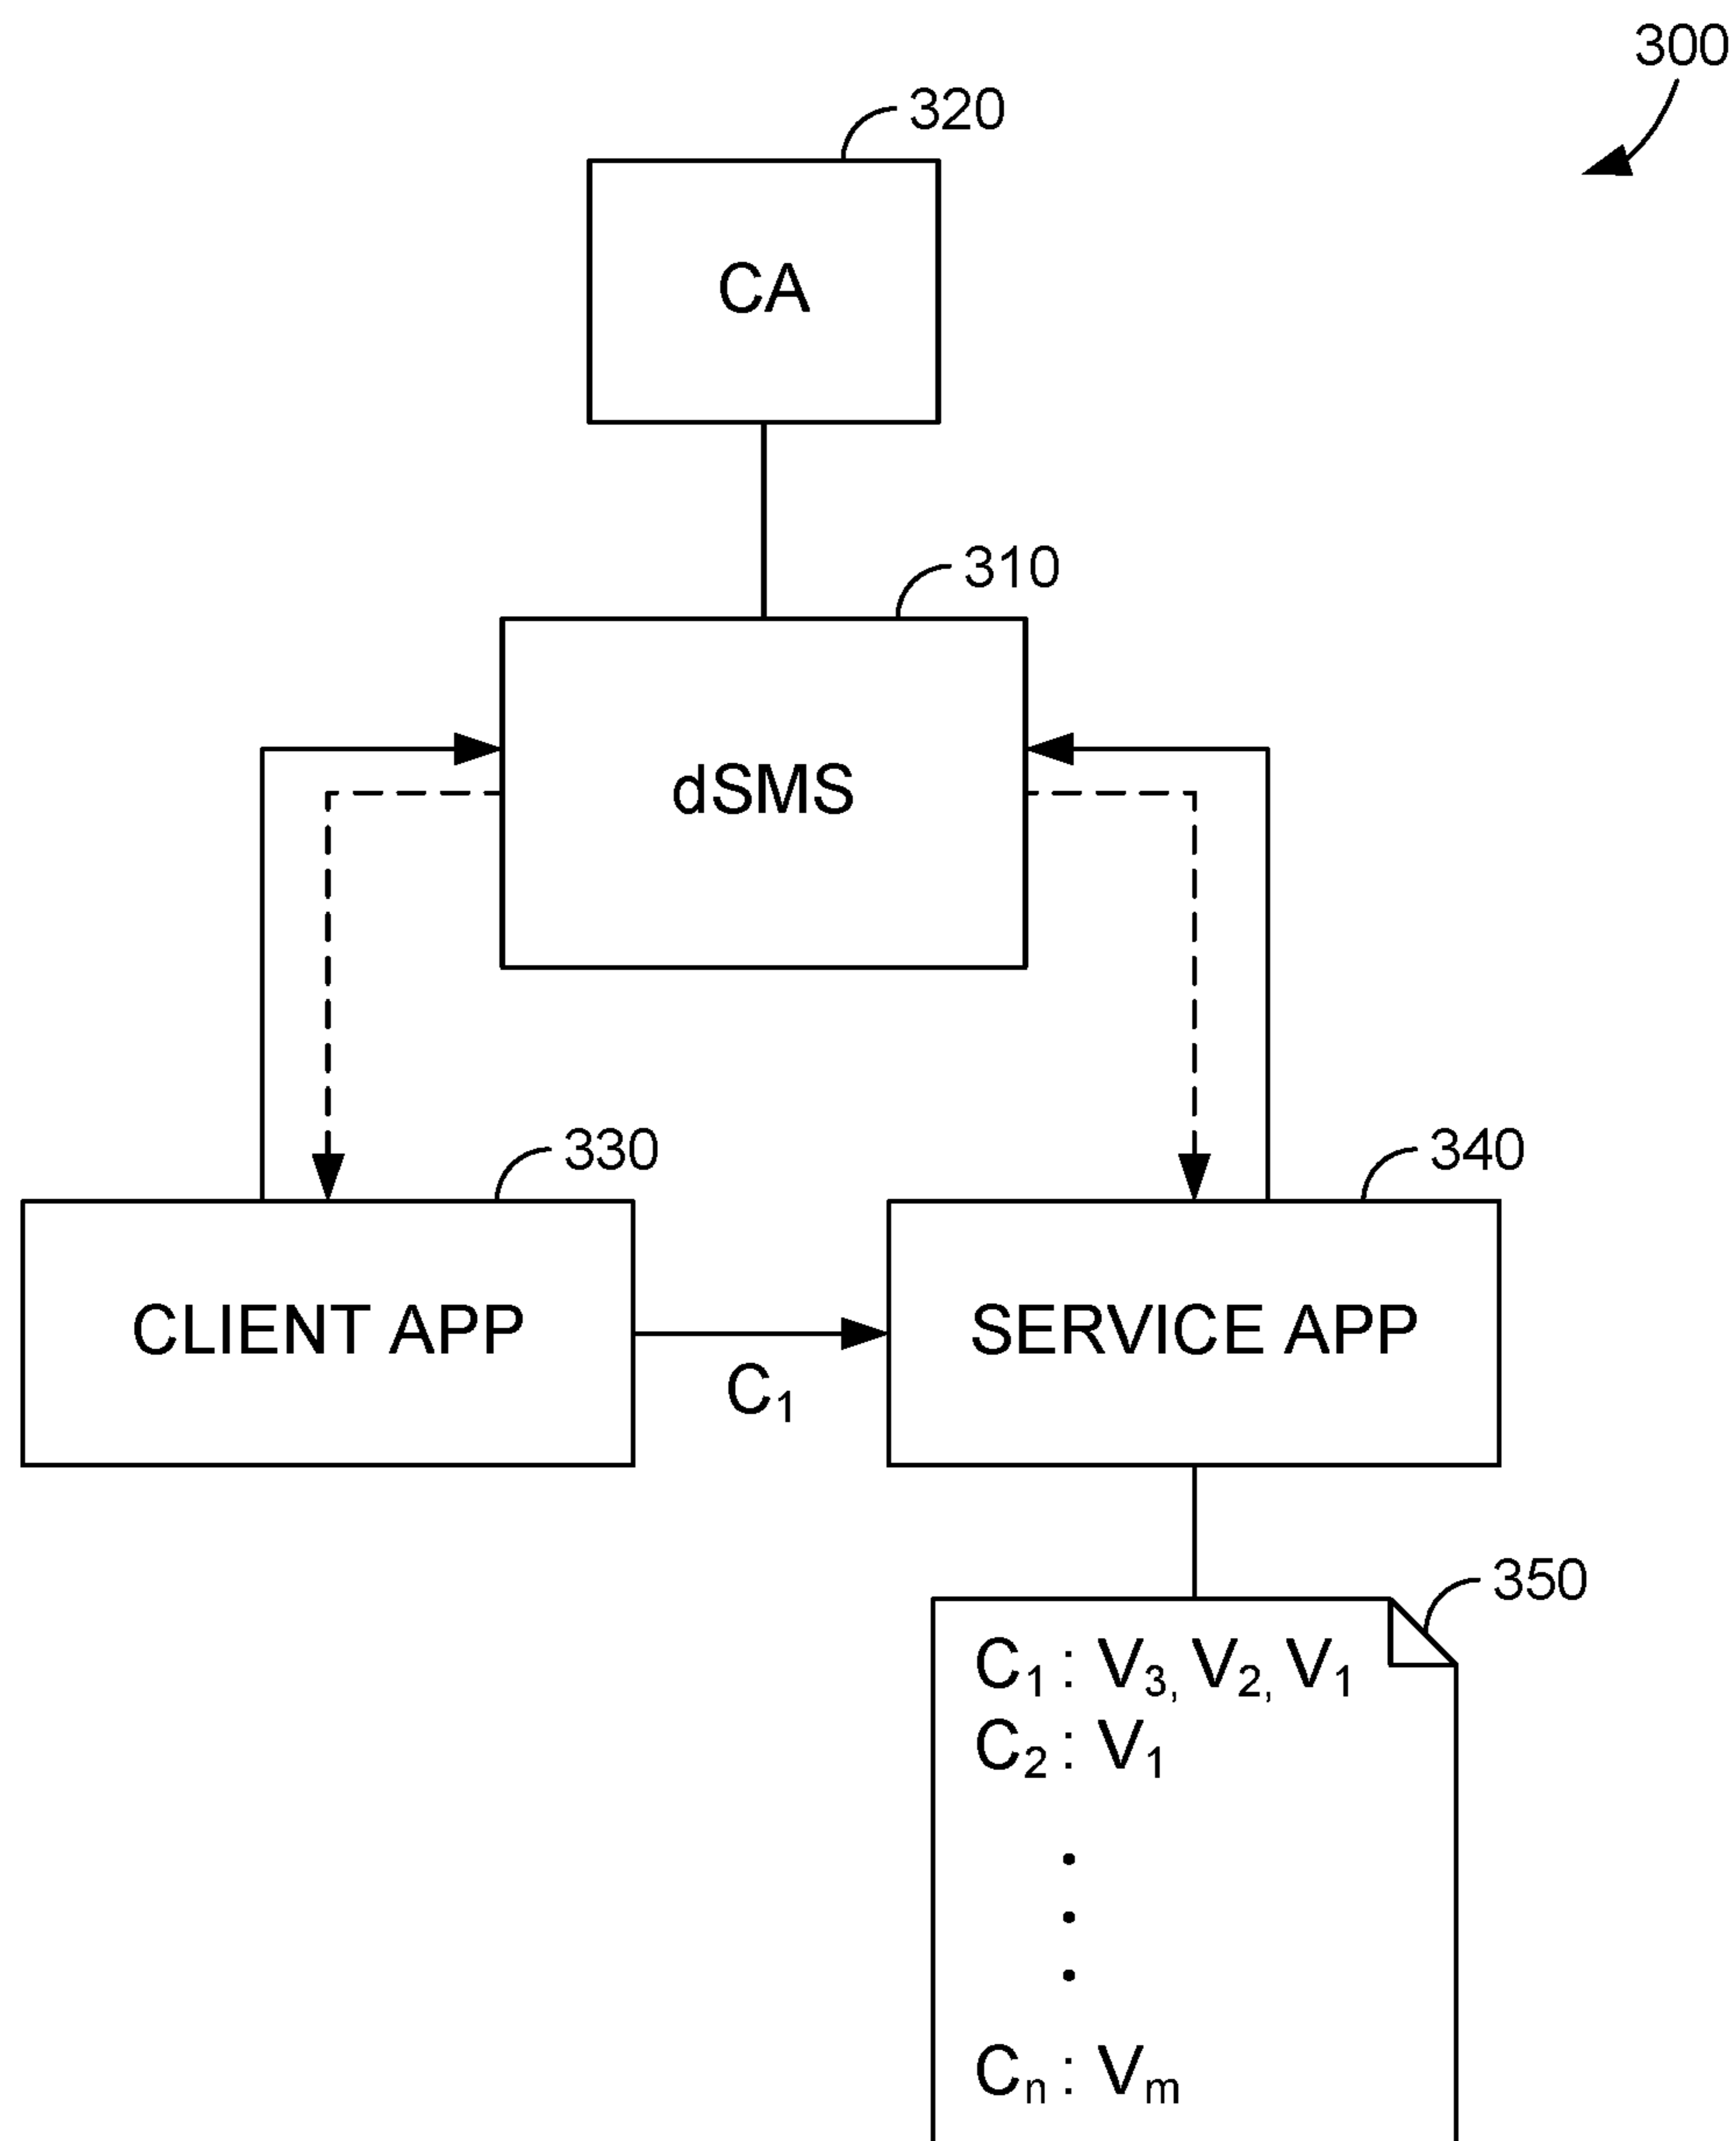 300
320
CA
310
dSMS
330
340
CLIENT APP
SERVICE APP
C₁
350
C₁ : V₃, V₂, V₁
C₂ : V₁
.
.
.
Cₙ : Vₘ